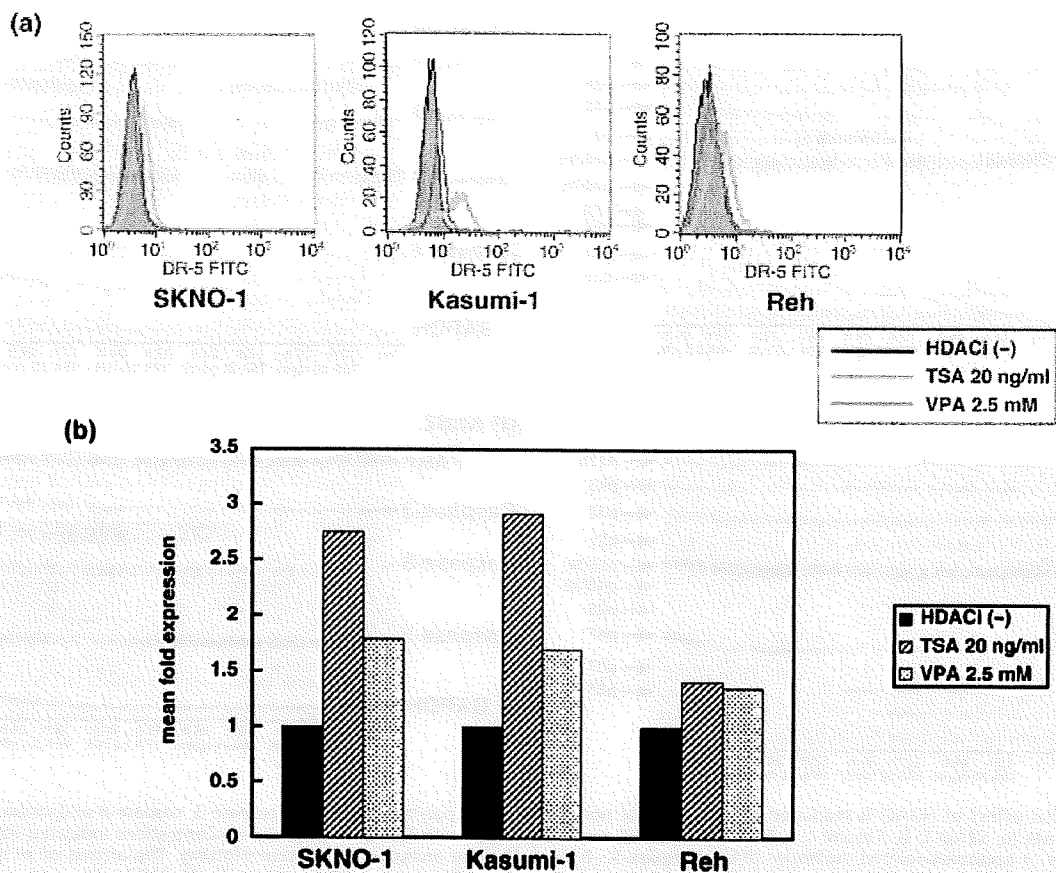 (a)
150
120
90
60
30
0
Counts
10⁰ 10¹ 10² 10³ 10⁴
DR-5 FITC
SKNO-1
120
100
80
60
40
20
0
Counts
10⁰ 10¹ 10² 10³ 10⁴
DR-5 FITC
Kasumi-1
100
80
60
40
20
0
Counts
10⁰ 10¹ 10² 10³ 10⁴
DR-5 FITC
Reh
HDACI (–)
TSA 20 ng/ml
VPA 2.5 mM
(b)
3.5
3
2.5
2
1.5
1
0.5
0
mean fold expression
SKNO-1 Kasumi-1 Reh
HDACI (–)
TSA 20 ng/ml
VPA 2.5 mM